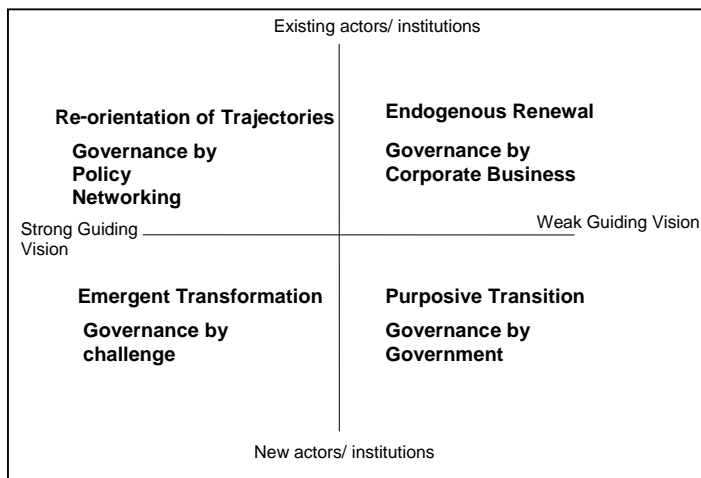 Existing actors/ institutions
Re-orientation of Trajectories
Governance by
Policy
Networking
Endogenous Renewal
Governance by
Corporate Business
Strong Guiding
Vision
Weak Guiding Vision
Emergent Transformation
Governance by
challenge
Purposive Transition
Governance by
Government
New actors/ institutions